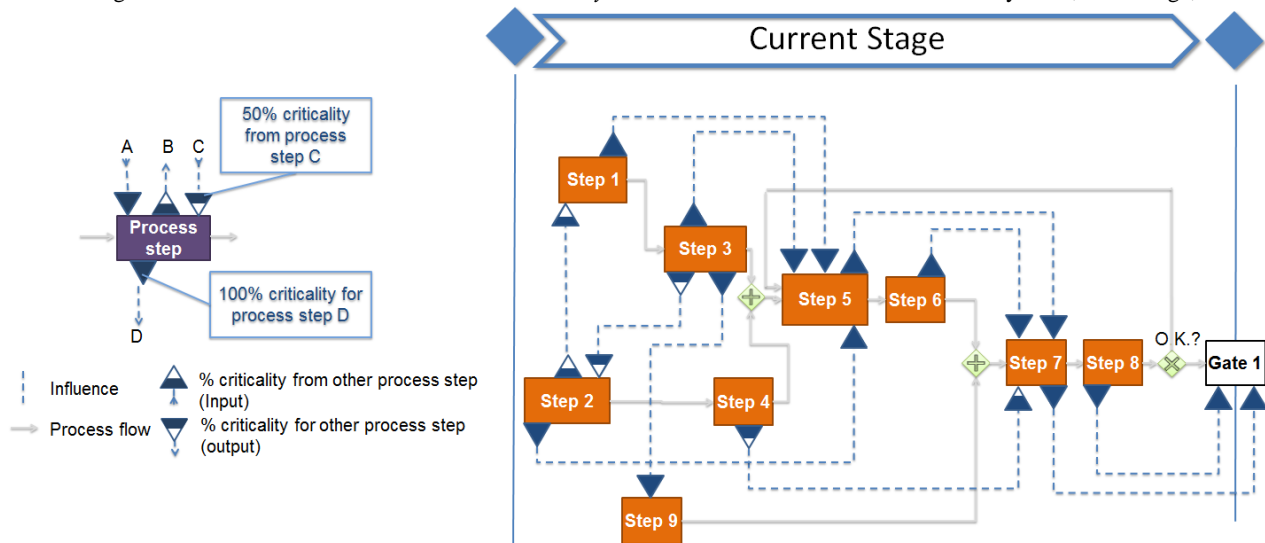 Current Stage
50% criticality
from process
step C
A
B
C
Process
step
100% criticality for
process step D
D
Influence
Process flow
% criticality from other process step
(Input)
% criticality for other process step
(output)
Step 1
Step 3
Step 5
Step 6
O.K.?
Step 2
Step 4
Step 7
Step 8
Gate 1
Step 9